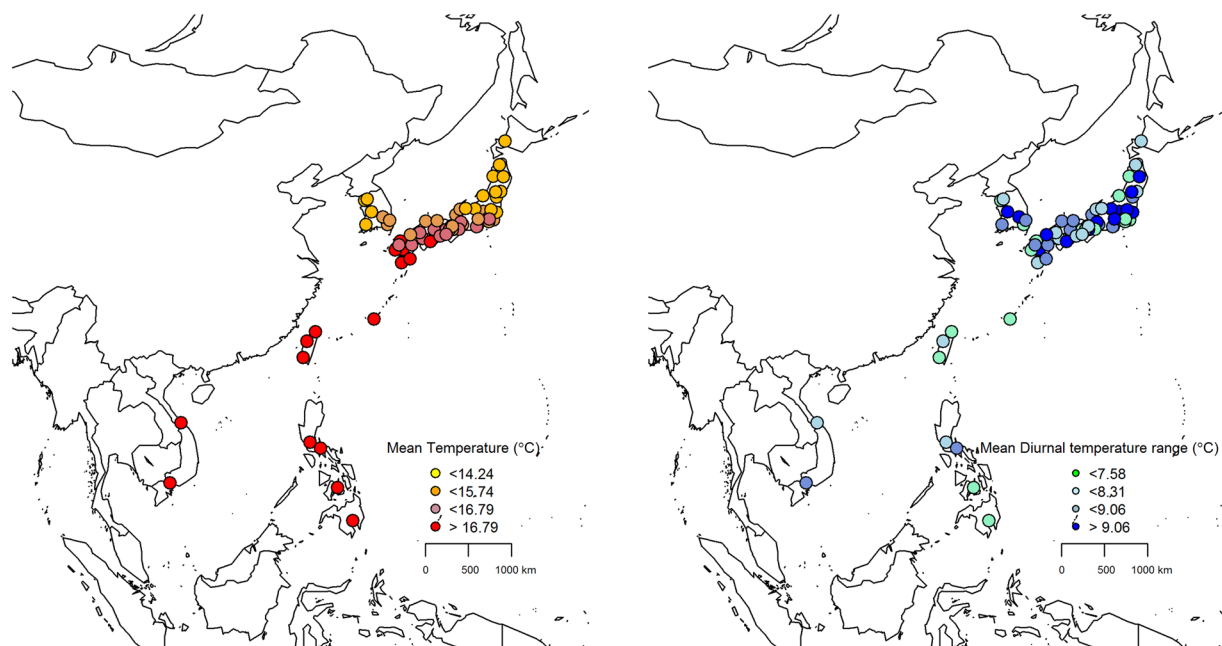 Mean Temperature (°C)
<14.24
<15.74
<16.79
> 16.79
0 500 1000 km
Mean Diurnal temperature range (°C)
<7.58
<8.31
<9.06
> 9.06
0 500 1000 km